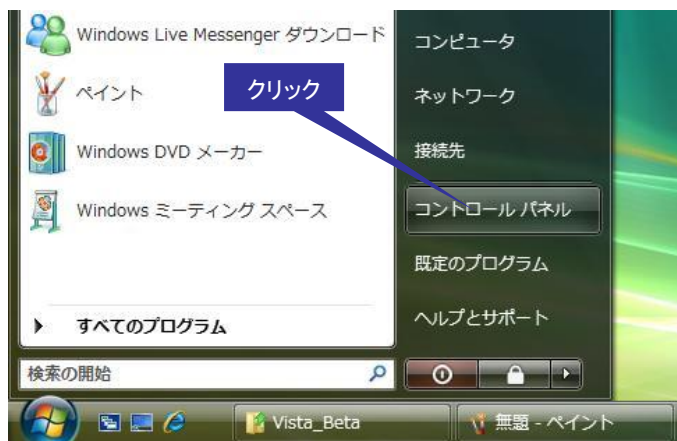 Windows Live Messenger ダウンロード
ペイント
Windows DVD メーカー
Windows ミーティング スペース
すべてのプログラム
検索の開始
クリック
コンピュータ
ネットワーク
接続先
コントロール パネル
既定のプログラム
ヘルプとサポート
Vista_Beta
無題 - ペイント